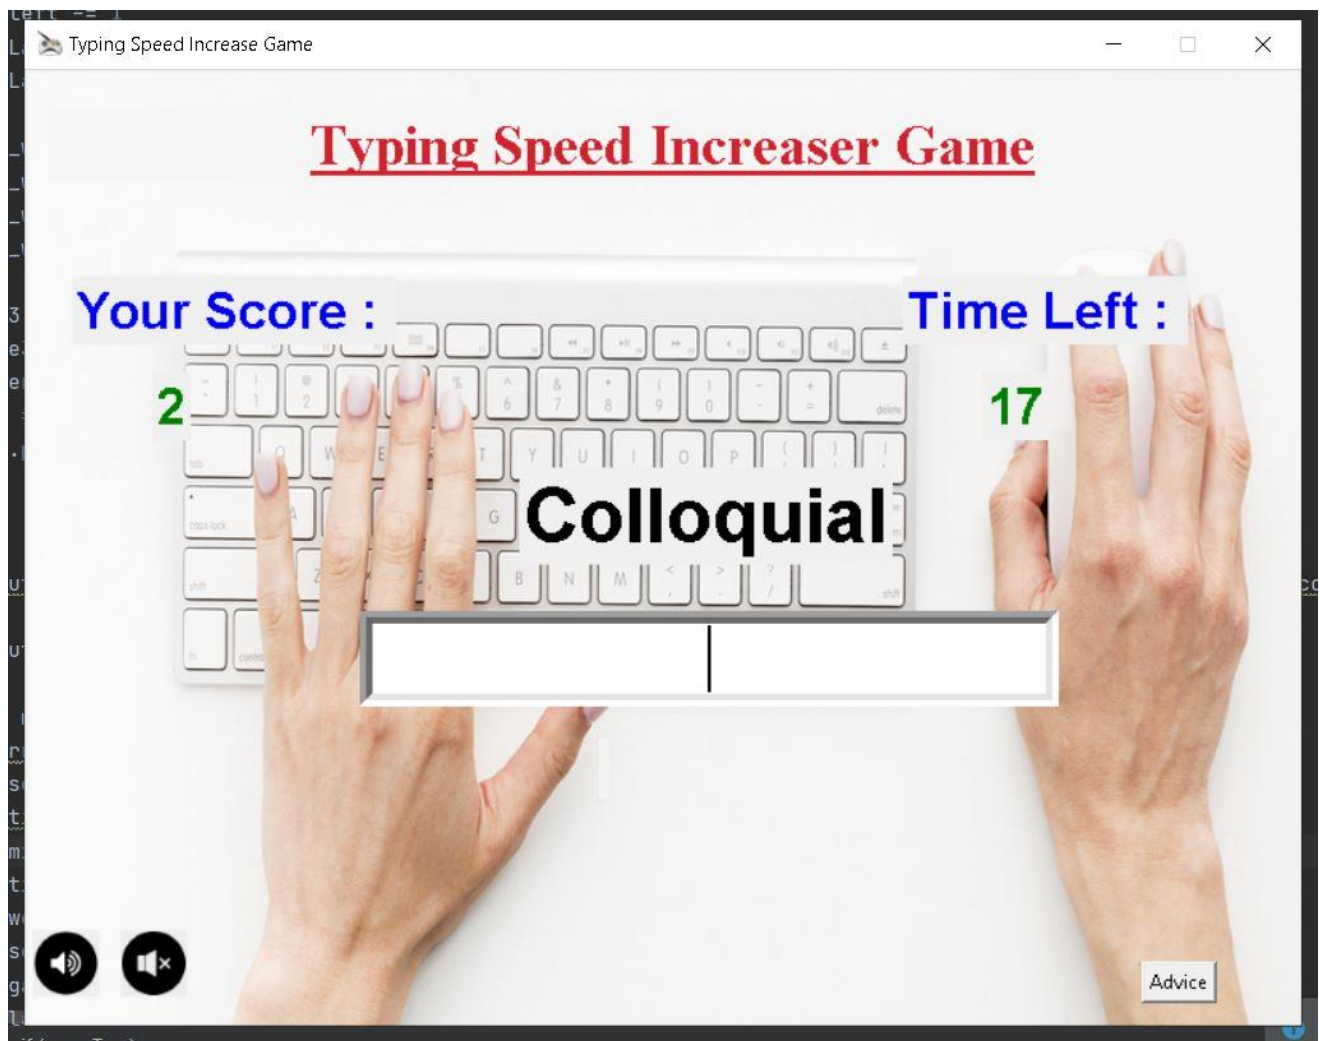 Typing Speed Increase Game
Typing Speed Increaser Game
Your Score :
Time Left :
2
17
Colloquial
Advice